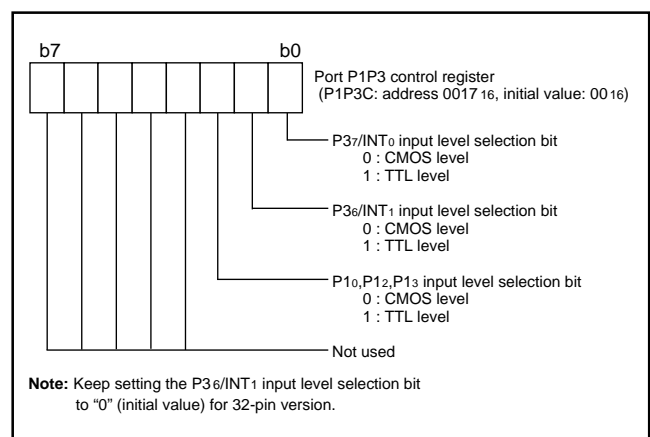 b7 b0
Port P1P3 control register
(P1P3C: address 0017 16, initial value: 00 16)
P37/INT0 input level selection bit
0 : CMOS level
1 : TTL level
P36/INT1 input level selection bit
0 : CMOS level
1 : TTL level
P10,P12,P13 input level selection bit
0 : CMOS level
1 : TTL level
Not used
Note: Keep setting the P36/INT1 input level selection bit
to “0” (initial value) for 32-pin version.